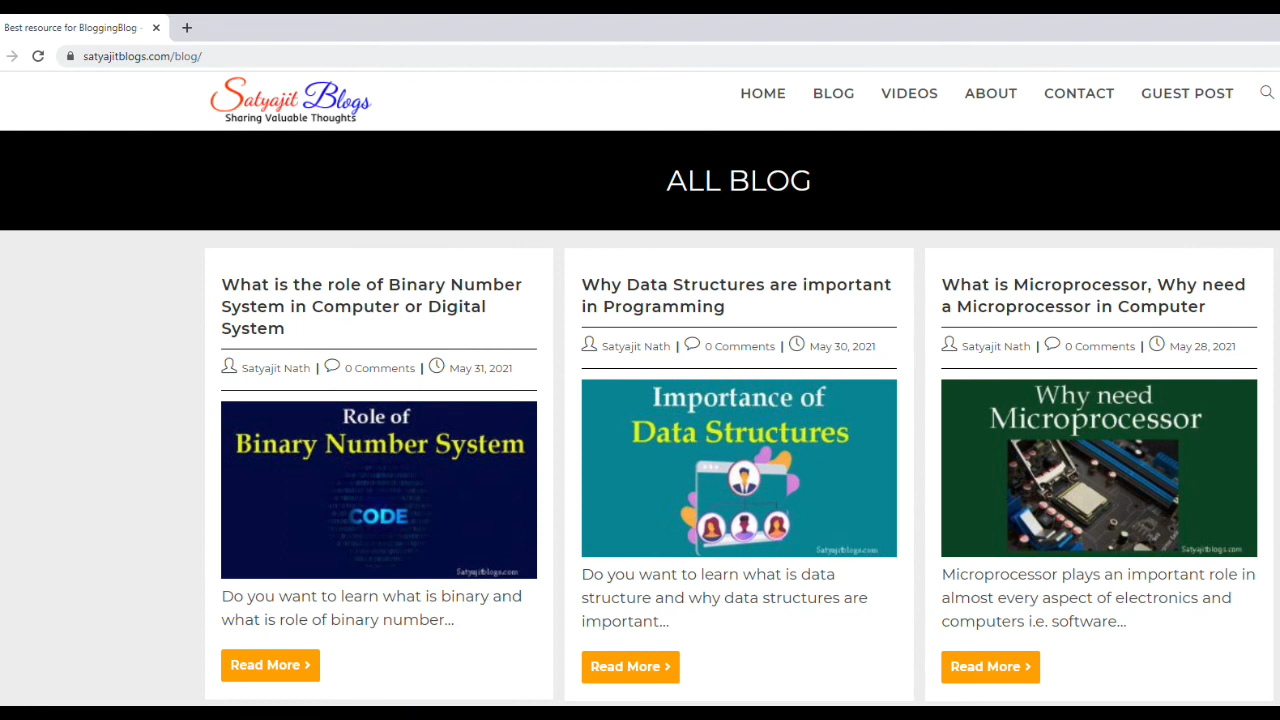 Best resource for BloggingBlog -
satyajitblogs.com/blog/
Satyajit Blogs
Sharing Valuable Thoughts
HOME BLOG VIDEOS ABOUT CONTACT GUEST POST
ALL BLOG
What is the role of Binary Number
System in Computer or Digital
System
Satyajit Nath | 0 Comments | May 31, 2021
Role of
Binary Number System
CODE
Satyajitblogs.com
Do you want to learn what is binary and
what is role of binary number...
Read More >
Why Data Structures are important
in Programming
Satyajit Nath | 0 Comments | May 30, 2021
Importance of
Data Structures
Satyajitblogs.com
Do you want to learn what is data
structure and why data structures are
important...
Read More >
What is Microprocessor, Why need
a Microprocessor in Computer
Satyajit Nath | 0 Comments | May 28, 2021
Why need
Microprocessor
Satyajitblogs.com
Microprocessor plays an important role in
almost every aspect of electronics and
computers i.e. software...
Read More >